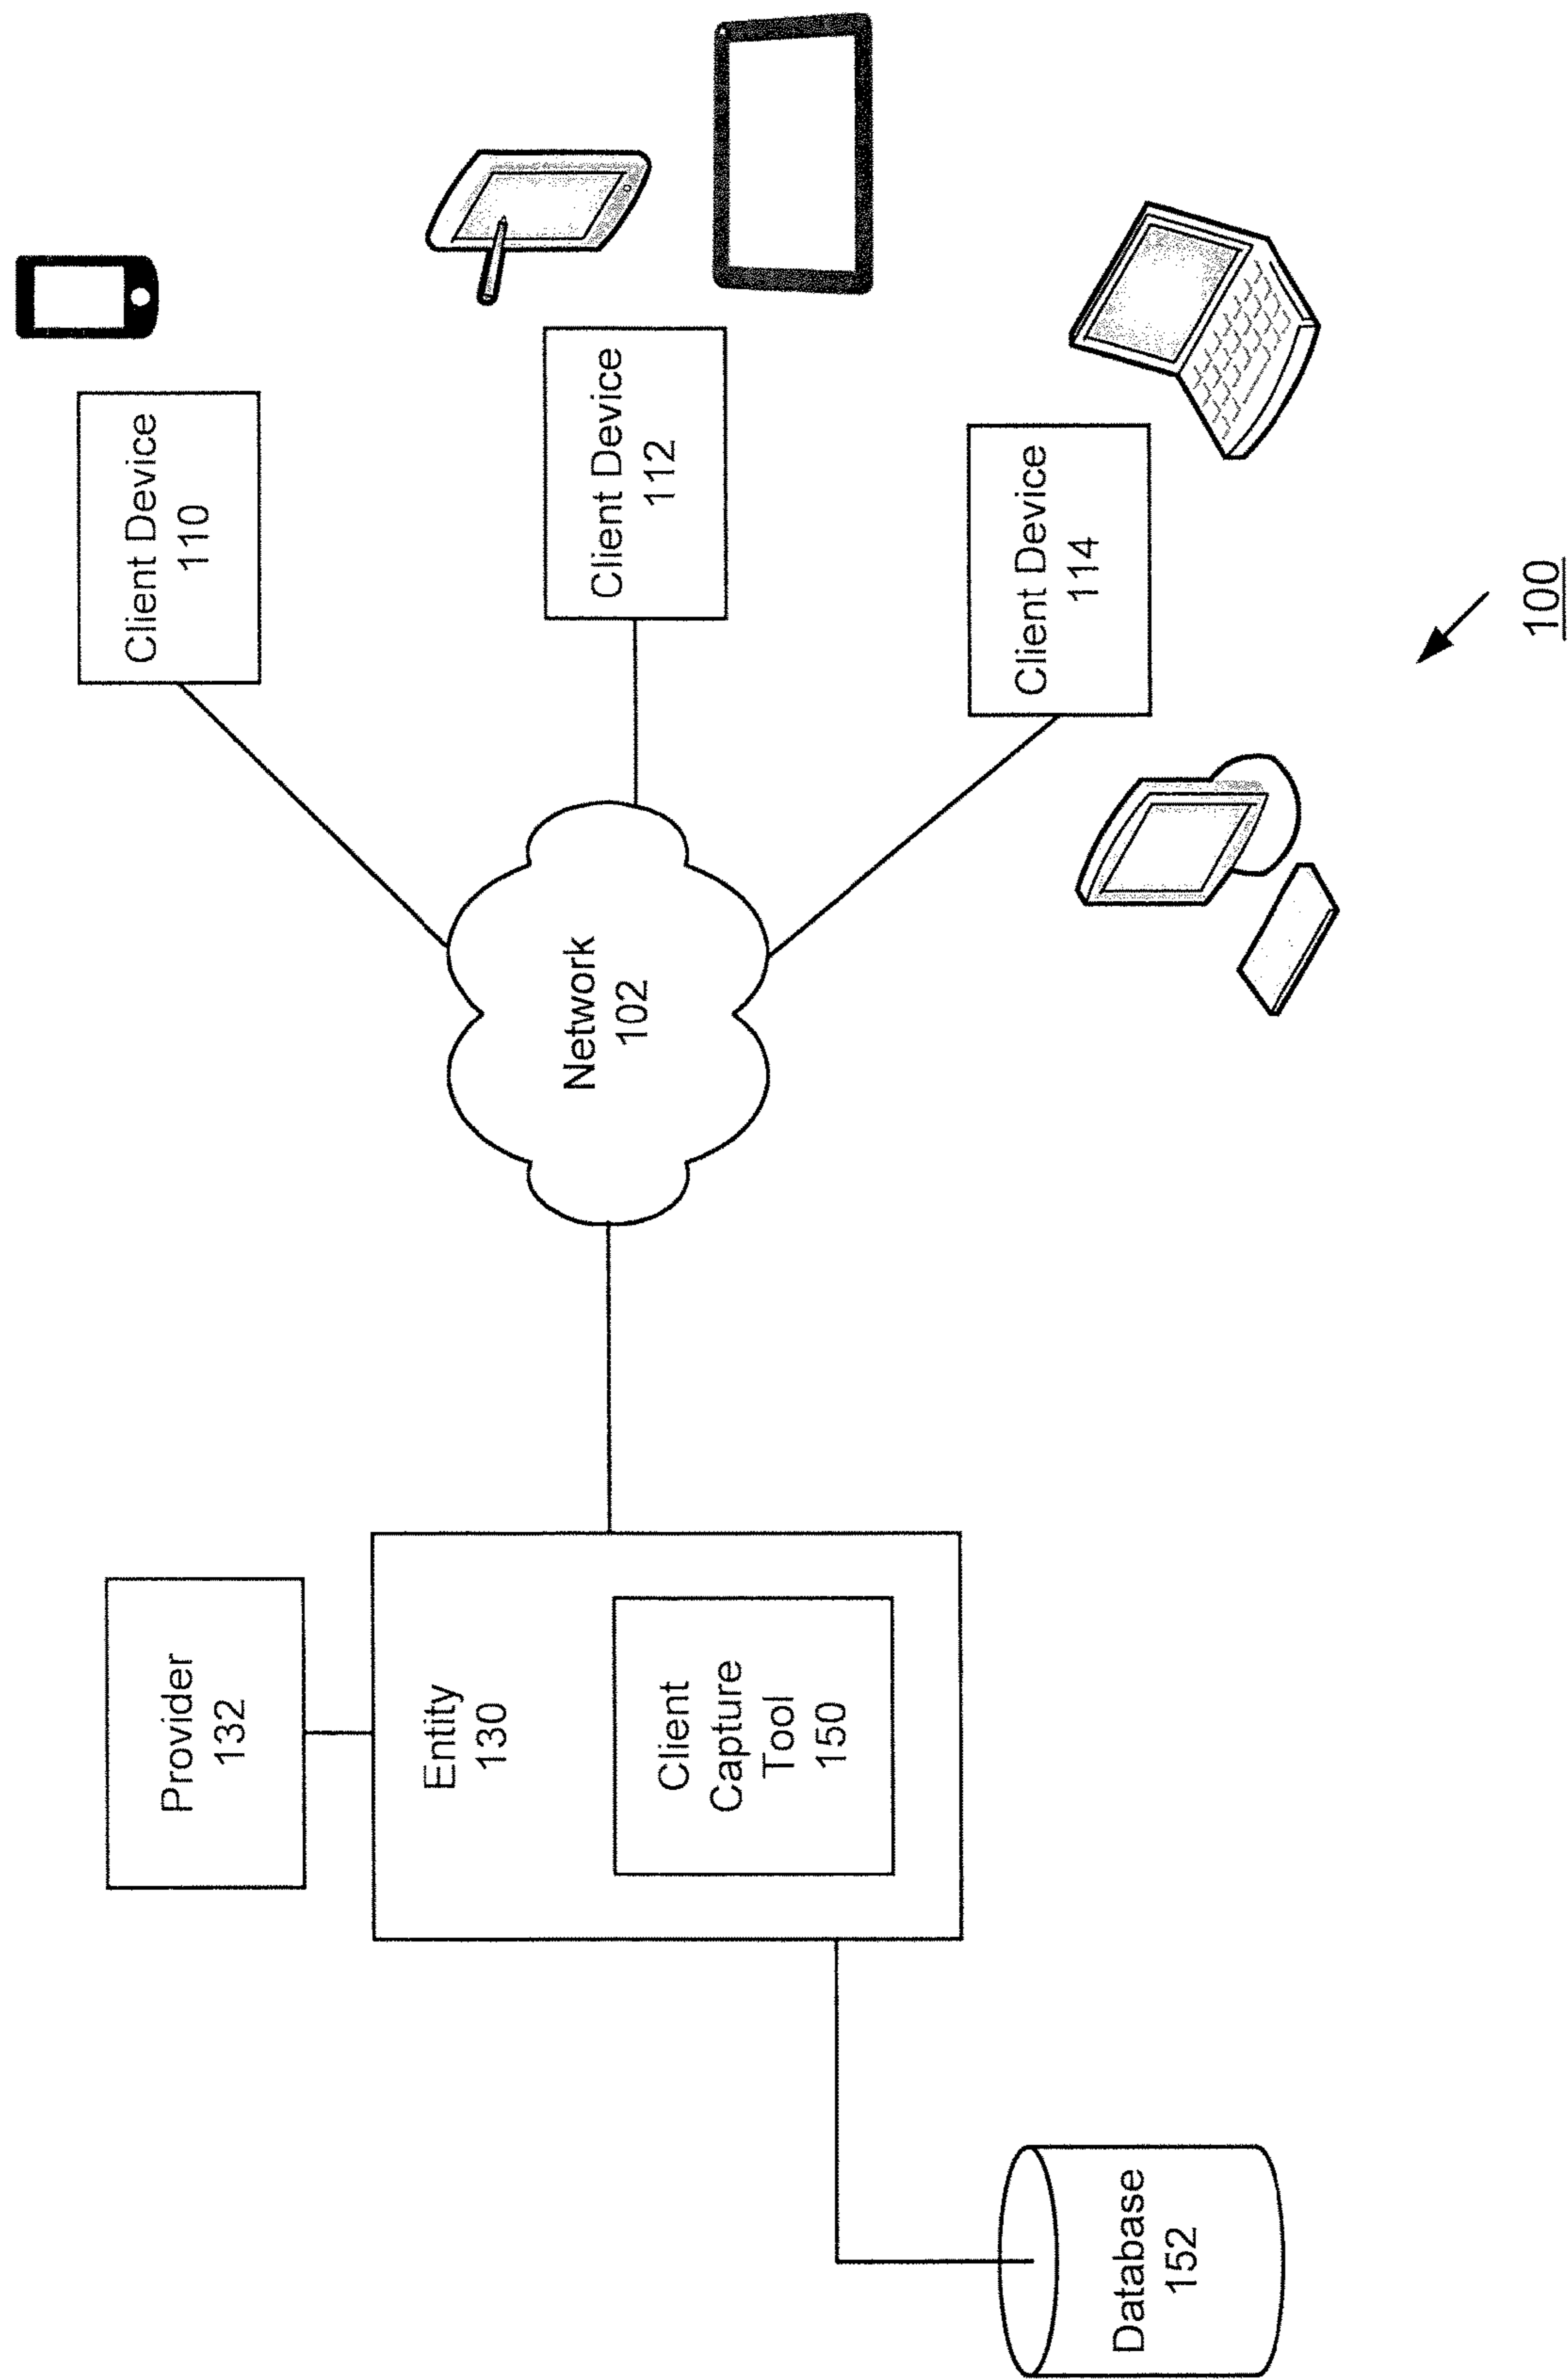 Provider
132
Entity
130
Client
Capture
Tool
150
Database
152
Network
102
Client Device
110
Client Device
112
Client Device
114
100